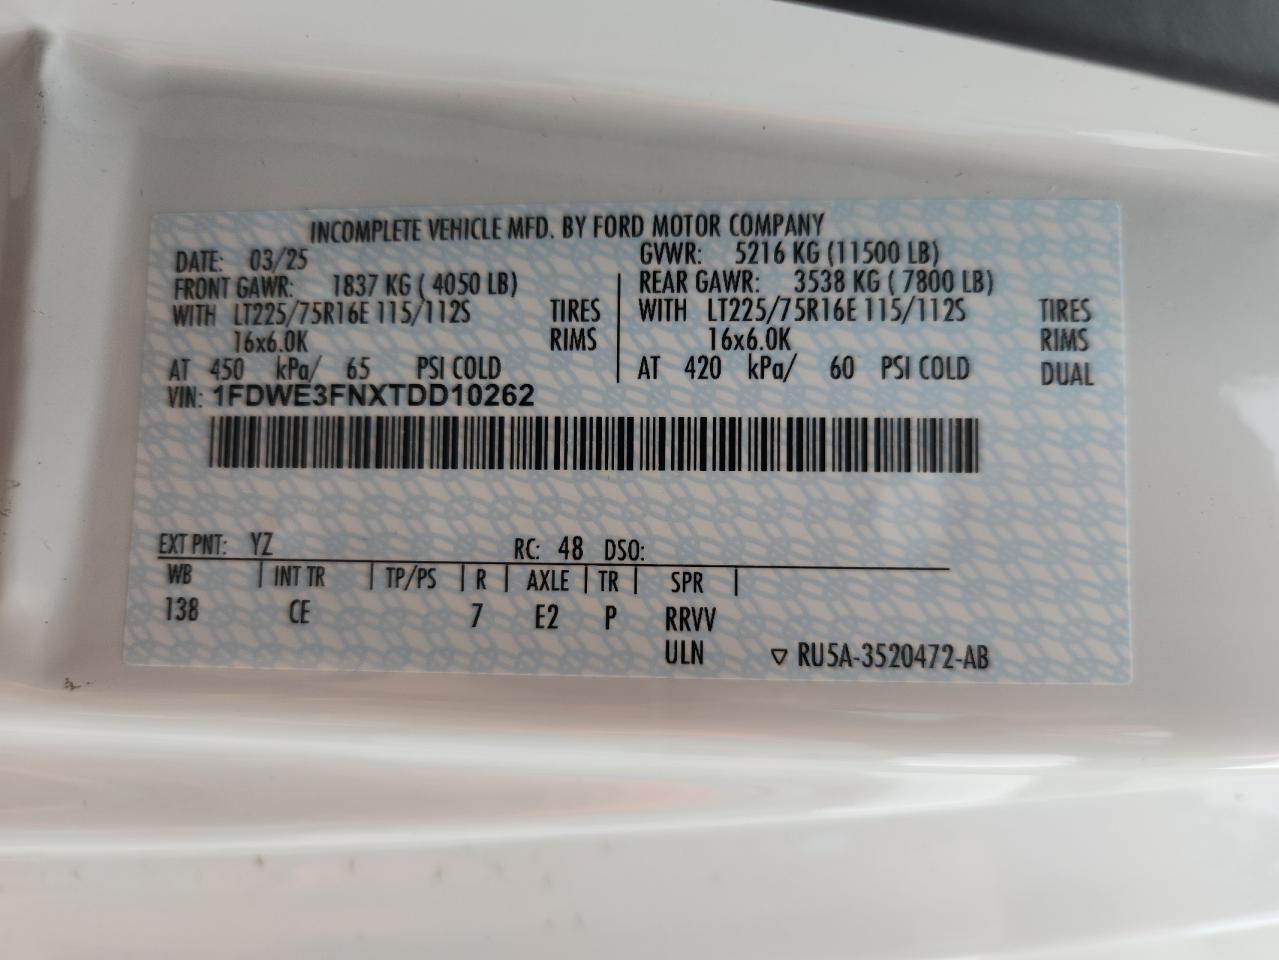 INCOMPLETE VEHICLE MFD. BY FORD MOTOR COMPANY
DATE: 03/25 GVWR: 5216 KG (11500 LB)
FRONT GAWR: 1837 KG ( 4050 LB) REAR GAWR: 3538 KG ( 7800 LB)
WITH LT225/75R16E 115/112S TIRES WITH LT225/75R16E 115/112S TIRES
16x6.0K RIMS 16x6.0K RIMS
AT 450 kPa/ 65 PSI COLD AT 420 kPa/ 60 PSI COLD DUAL
VIN: 1FDWE3FNXTDD10262
EXT PNT: YZ RC: 48 DSO:
WB INT TR TP/PS R AXLE TR SPR
138 CE 7 E2 P RRVV
ULN ▽ RU5A-3520472-AB